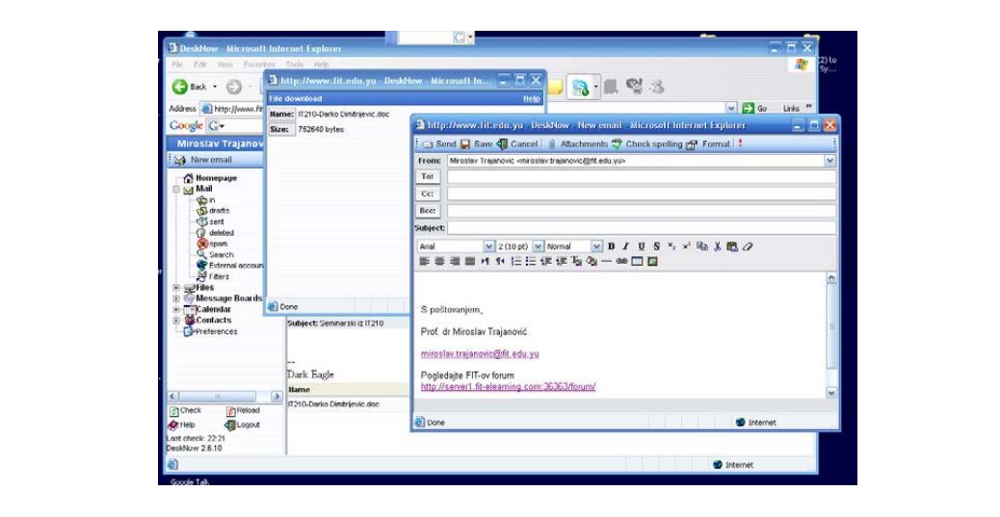 DeskNow - Microsoft Internet Explorer
File Edit View Favorites Tools Help
Back
Address http://www.fit
Go Links
Google G
(2) to
Sy...
Miroslav Trajanov
New email
Homepage
Mail
in
drafts
sent
deleted
spam
Search
External accoun
Filters
Files
Message Boards
Calendar
Contacts
Preferences
Check Reload
Help Logout
Last check: 22:21
DeskNow 2.6.10
http://www.fit.edu.yu - DeskNow - Microsoft In...
File download Help
Name: IT210-Darko Dimitrijevic.doc
Size: 752640 bytes
Done
Subject: Seminarski iz IT210
--
Dark Eagle
Name
IT210-Darko Dimitrijevic.doc
http://www.fit.edu.yu - DeskNow - New email - Microsoft Internet Explorer
Send Save Cancel Attachments Check spelling Format !
From: Miroslav Trajanovic <miroslav.trajanovic@fit.edu.yu>
To:
Cc:
Bcc:
Subject:
Arial 2 (10 pt) Normal B I U S x₂ x²
S poštovanjem,
Prof. dr Miroslav Trajanović
miroslav.trajanovic@fit.edu.yu
Pogledajte FIT-ov forum
http://server1.fit-elearning.com:36363/forum/
Done Internet
Internet
Google Talk